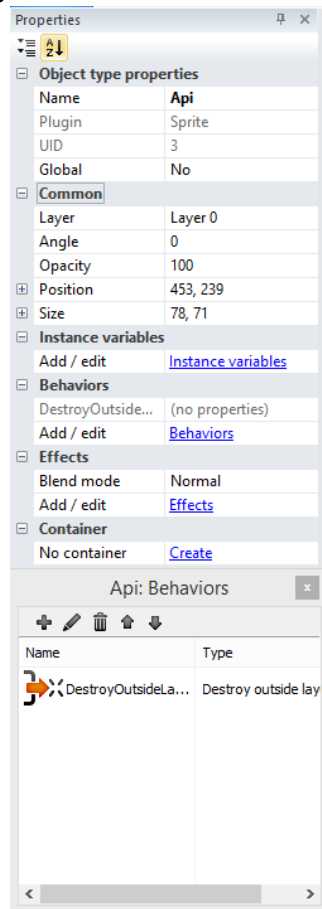 Properties
Object type properties
Name Api
Plugin Sprite
UID 3
Global No
Common
Layer Layer 0
Angle 0
Opacity 100
Position 453, 239
Size 78, 71
Instance variables
Add / edit Instance variables
Behaviors
DestroyOutside... (no properties)
Add / edit Behaviors
Effects
Blend mode Normal
Add / edit Effects
Container
No container Create
Api: Behaviors
Name Type
DestroyOutsideLa... Destroy outside lay